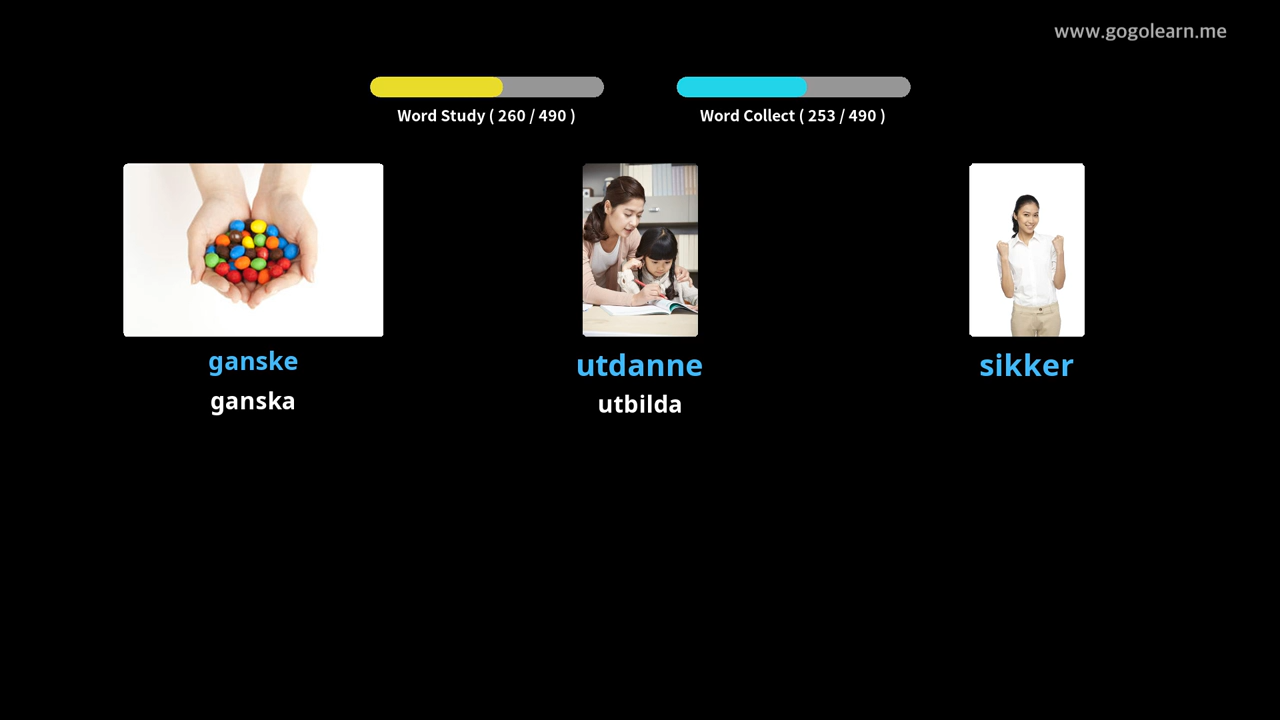 www.gogolearn.me
Word Study ( 260 / 490 )
Word Collect ( 253 / 490 )
ganske
utdanne
sikker
ganska
utbilda